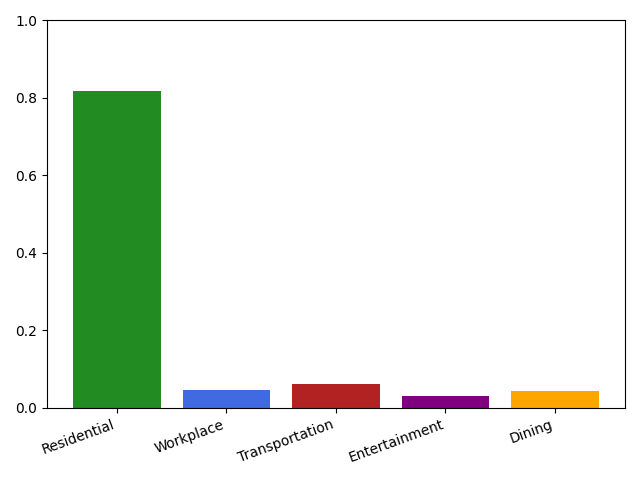 1.0
0.8
0.6
0.4
0.2
0.0
Residential
Workplace
Transportation
Entertainment
Dining